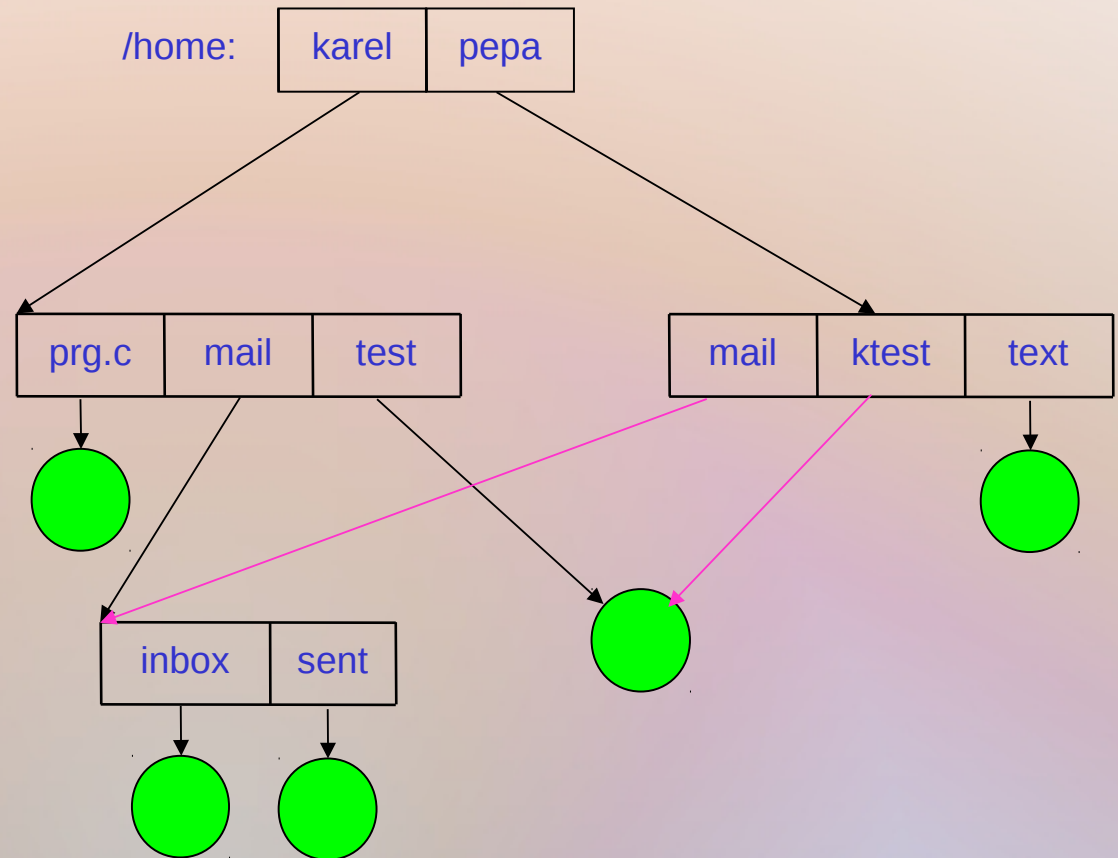 /home: karel pepa
prg.c mail test mail ktest text
inbox sent